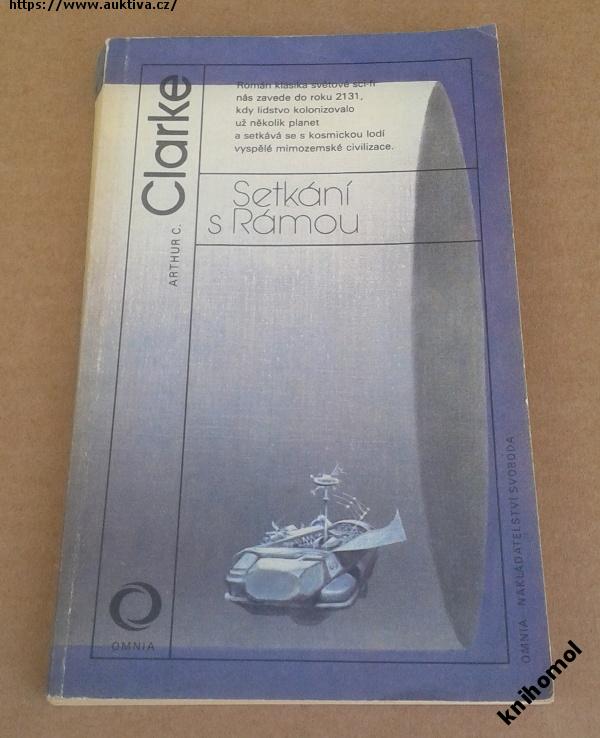 https://www.auktiva.cz/
Román klasika světové sci-fi
nás zavede do roku 2131,
kdy lidstvo kolonizovalo
už několik planet
a setkává se s kosmickou lodí
vyspělé mimozemské civilizace.
ARTHUR C.
Clarke
Setkání
s Rámou
OMNIA
OMNIA NAKLADATELSTVÍ SVOBODA
knihomol